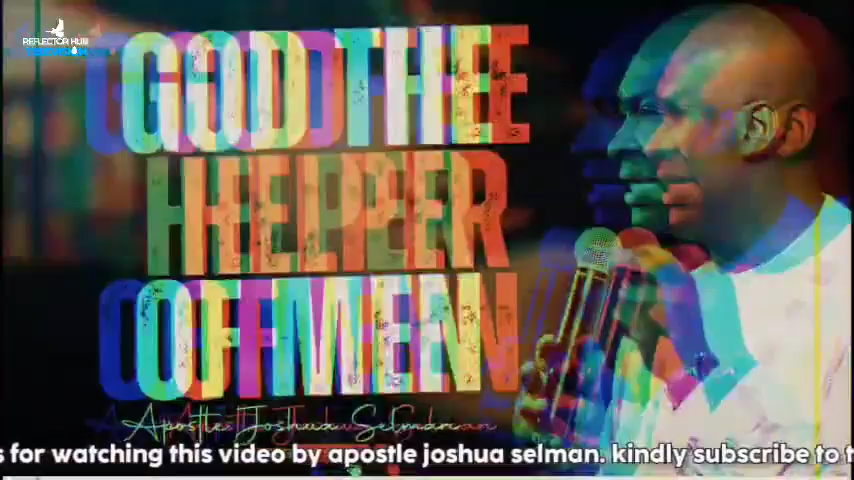 REFLECTOR HUB
GOD THE
HELPER
OF MEN
Apostle Joshua Selman
s for watching this video by apostle joshua selman. kindly subscribe to t